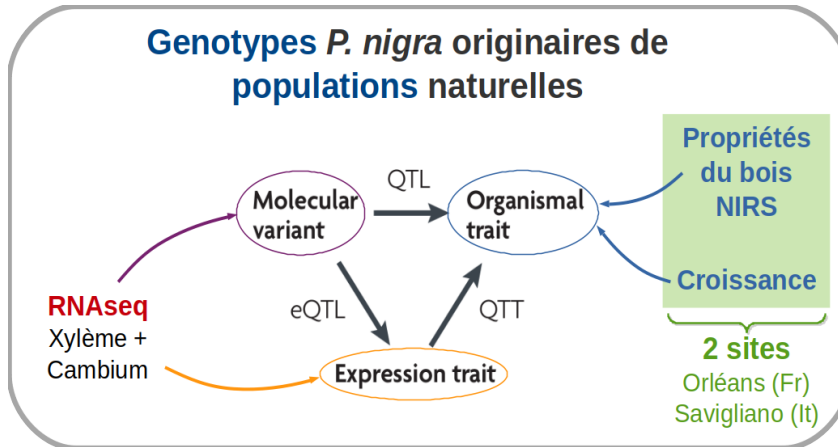 Genotypes P. nigra originaires de
populations naturelles
QTL
Molecular
variant
Organismal
trait
eQTL
QTT
Expression trait
RNAseq
Xylème +
Cambium
Propriétés
du bois
NIRS
Croissance
2 sites
Orléans (Fr)
Savigliano (It)